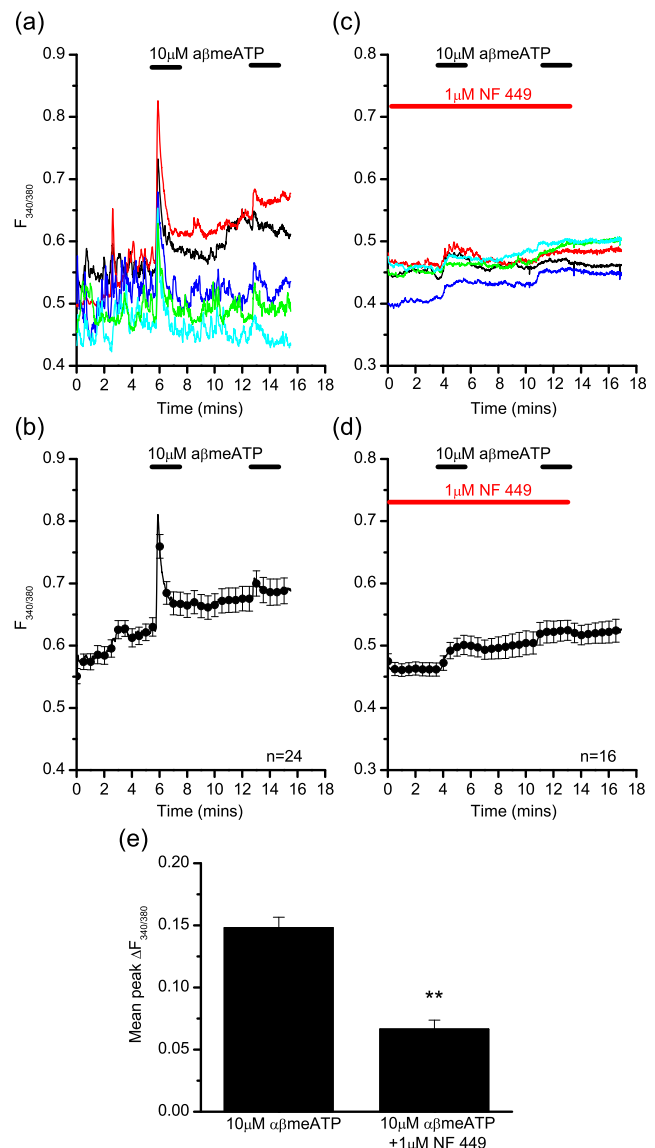 (a)
10μM aβmeATP
0.9
0.8
0.7
0.6
0.5
0.4
F340/380
0 2 4 6 8 10 12 14 16 18
Time (mins)
(c)
10μM aβmeATP
1μM NF 449
0.8
0.7
0.6
0.5
0.4
0.3
0 2 4 6 8 10 12 14 16 18
Time (mins)
(b)
10μM aβmeATP
0.9
0.8
0.7
0.6
0.5
0.4
F340/380
n=24
0 2 4 6 8 10 12 14 16 18
Time (mins)
(d)
10μM aβmeATP
1μM NF 449
0.8
0.7
0.6
0.5
0.4
0.3
n=16
0 2 4 6 8 10 12 14 16 18
Time (mins)
(e)
0.20
0.15
0.10
0.05
0.00
Mean peak ΔF340/380
**
10μM αβmeATP
10μM αβmeATP
+1μM NF 449